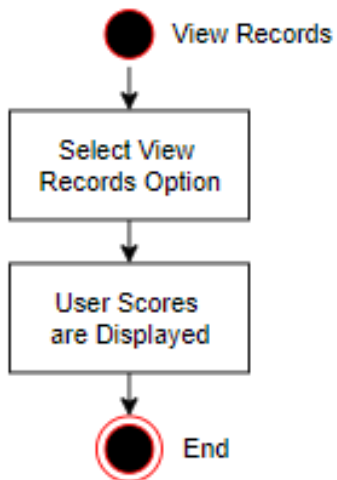 View Records
Select View
Records Option
User Scores
are Displayed
End